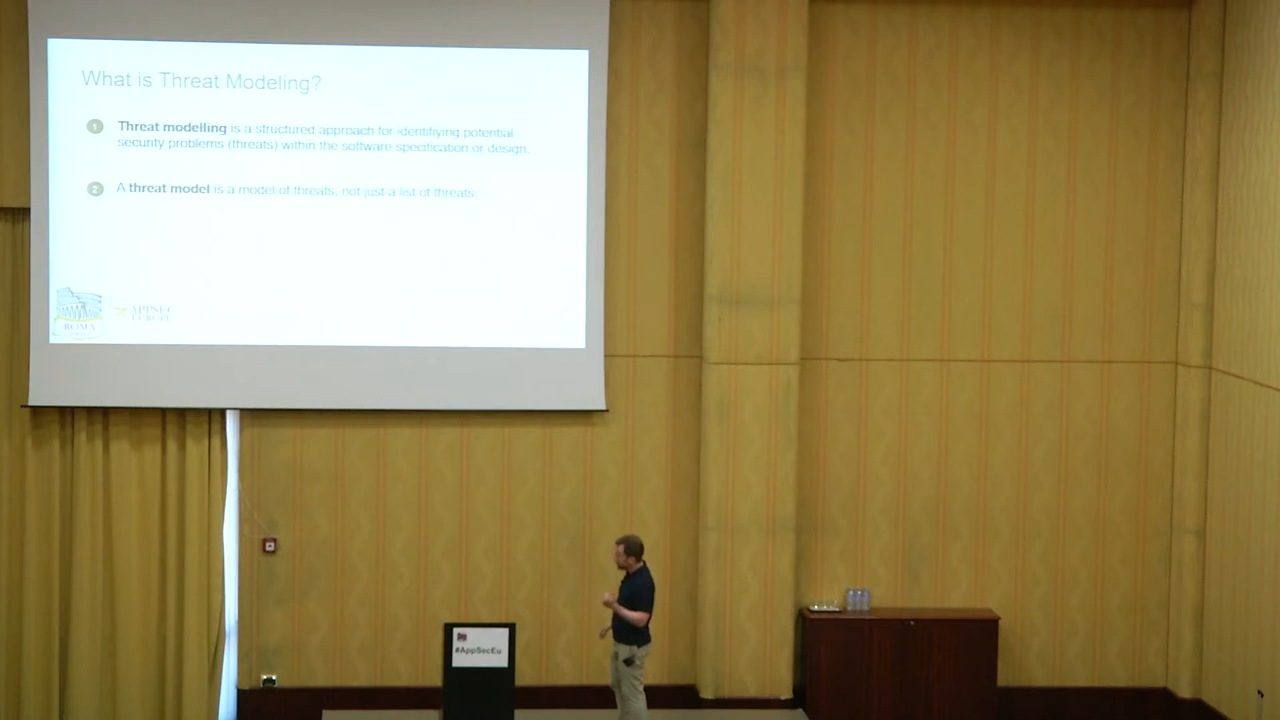 What is Threat Modeling?
1 Threat modelling is a structured approach for identifiying potential
security problems (threats) within the software specification or design.
2 A threat model is a model of threats, not just a list of threats.
ROMA
APPSEC
EUROPE
#AppSecEu